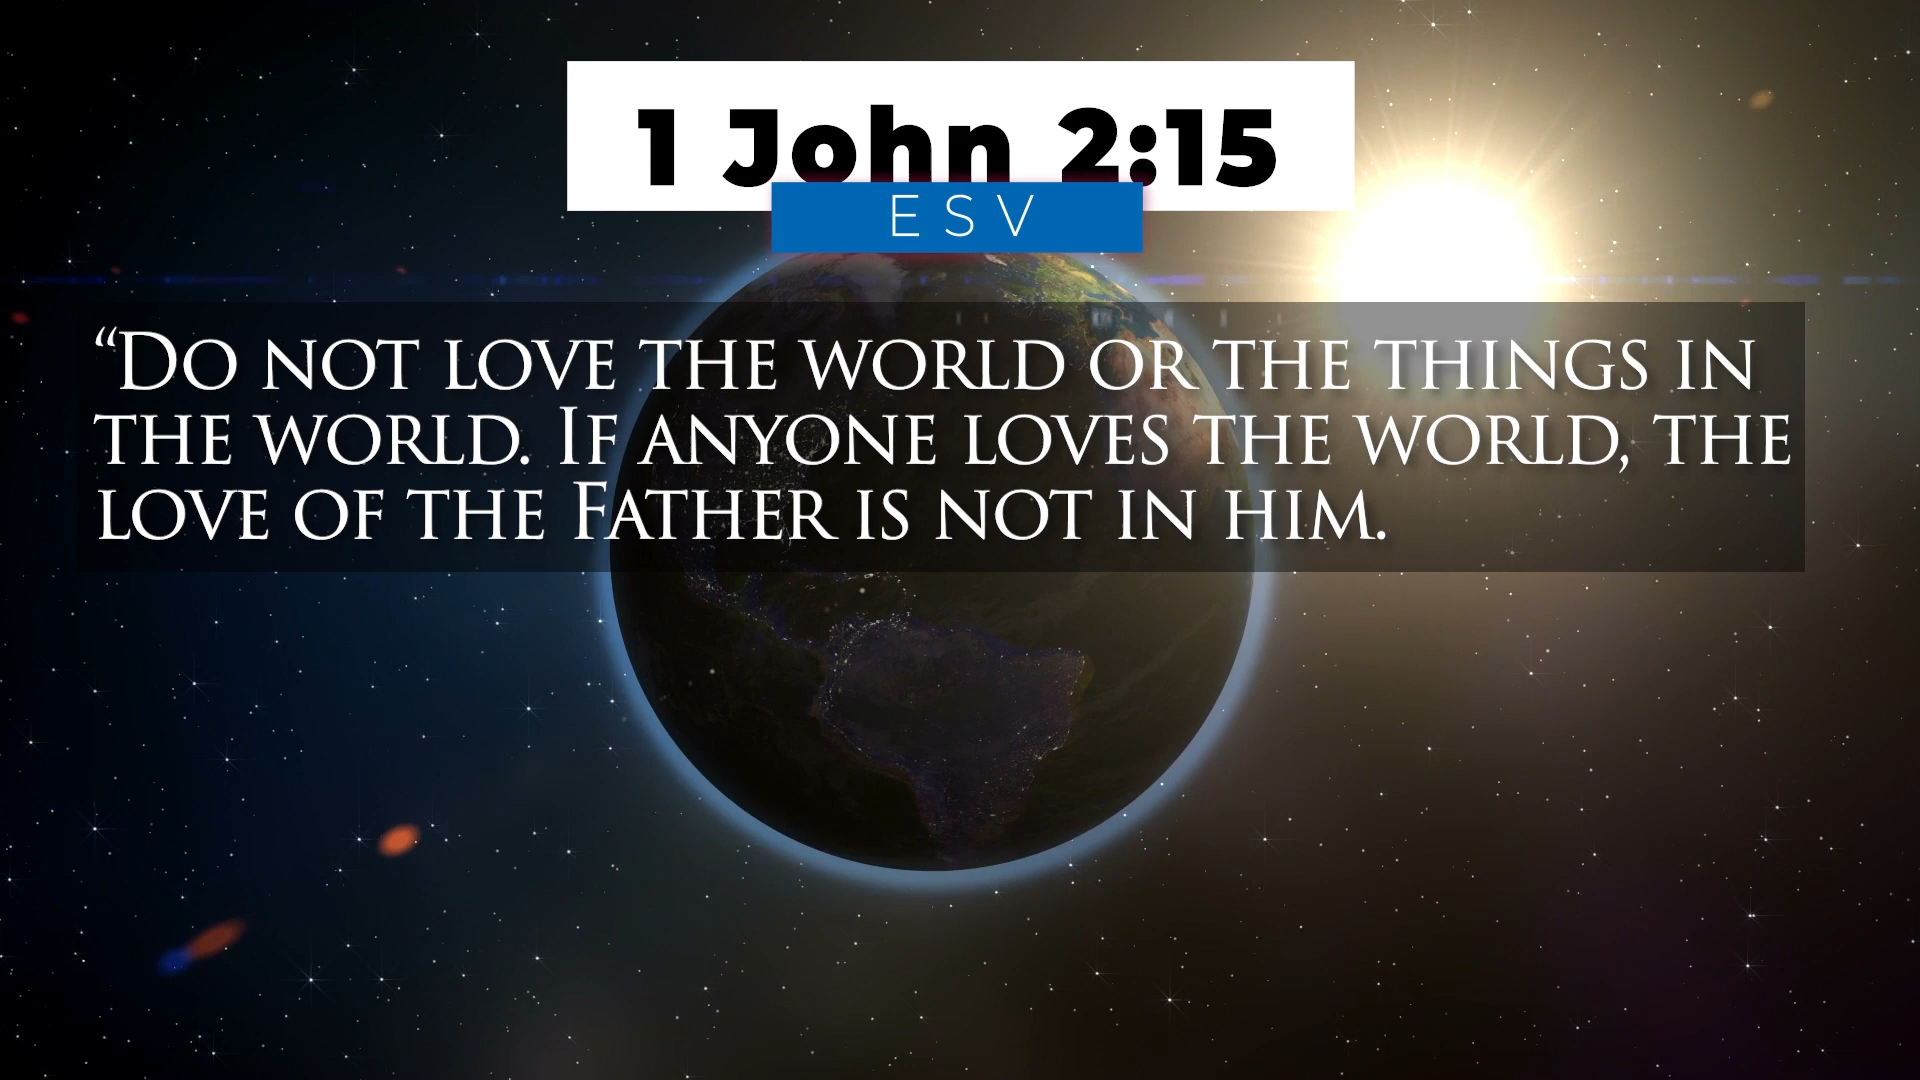 1 John 2:15
ESV
“Do not love the world or the things in
the world. If anyone loves the world, the
love of the Father is not in him.